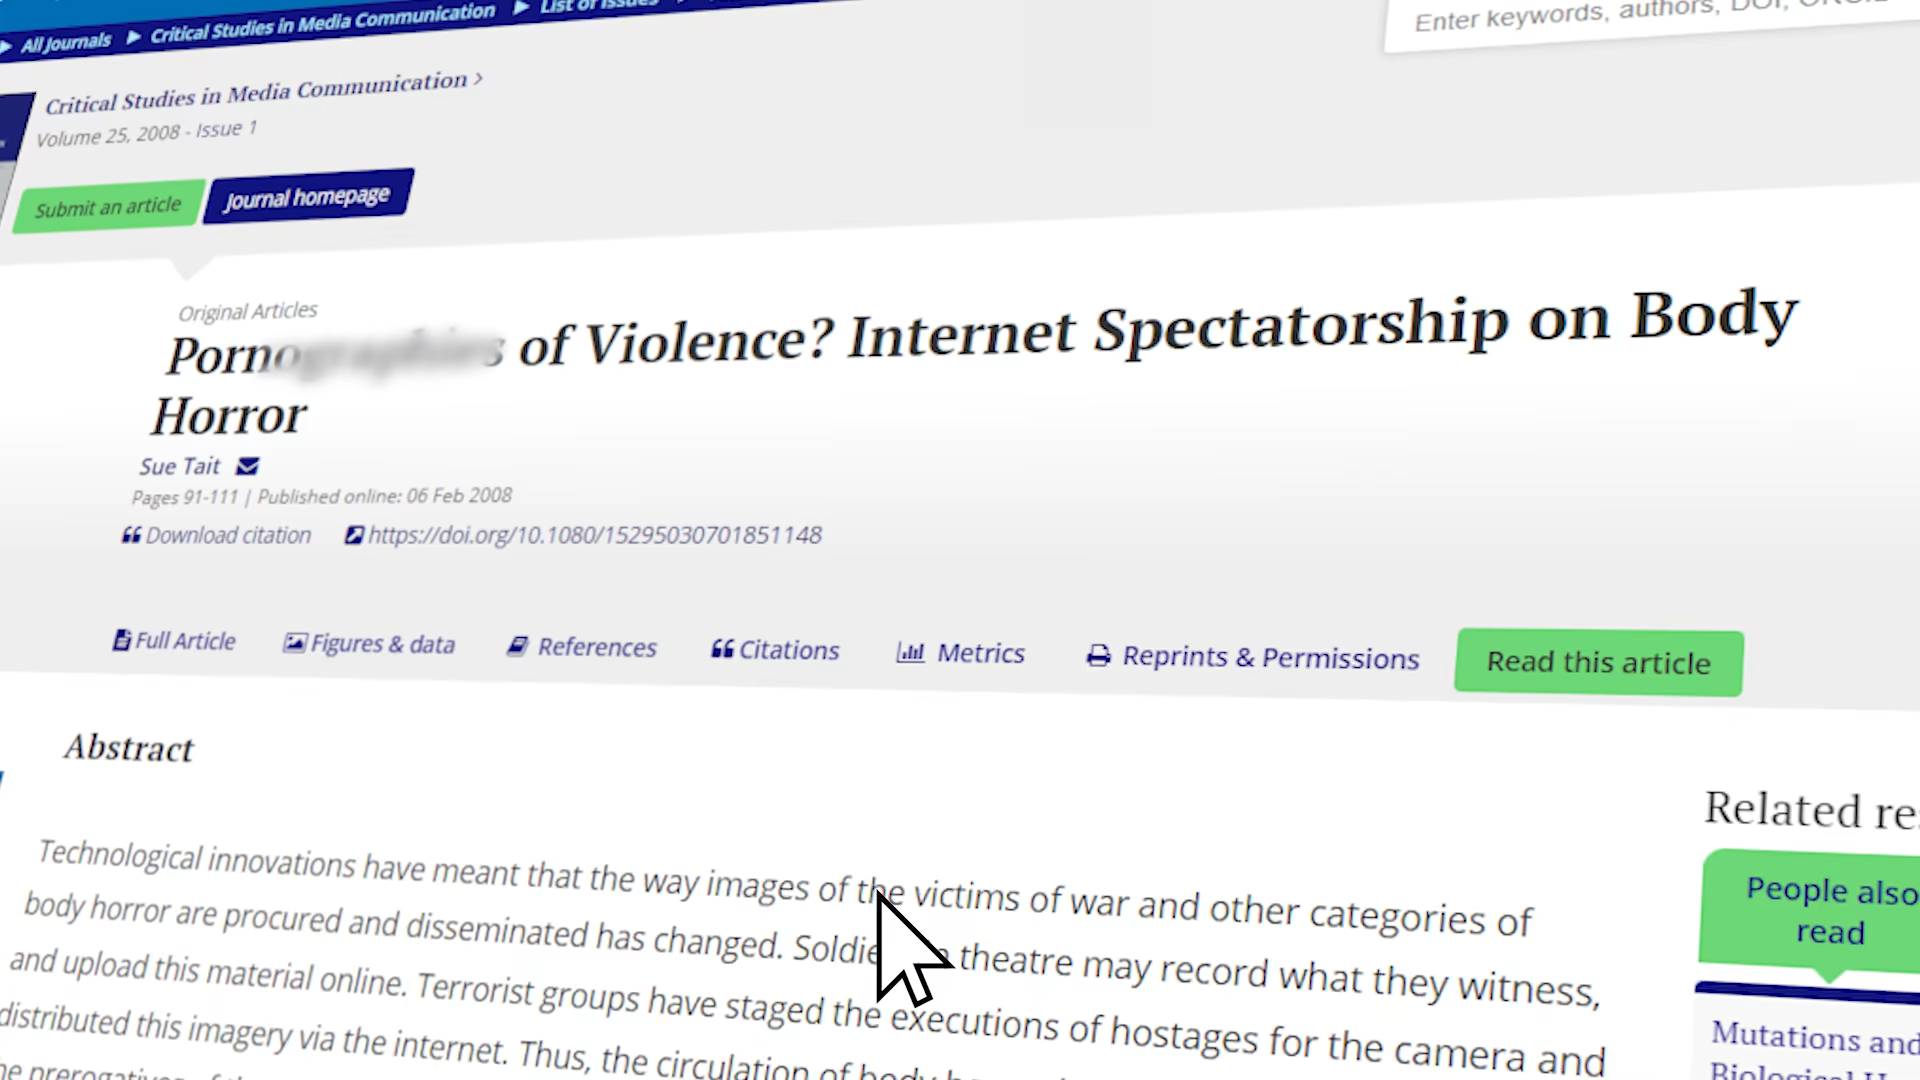 All Journals ▶ Critical Studies in Media Communication ▶ List of Issues
Enter keywords, authors, DOI,
Critical Studies in Media Communication >
Volume 25, 2008 - Issue 1
Submit an article
Journal homepage
Original Articles
Pornographies of Violence? Internet Spectatorship on Body
Horror
Sue Tait
Pages 91-111 | Published online: 06 Feb 2008
Download citation https://doi.org/10.1080/15295030701851148
Full Article Figures & data References Citations Metrics Reprints & Permissions Read this article
Abstract
Related
People also
read
Technological innovations have meant that the way images of the victims of war and other categories of
body horror are procured and disseminated has changed. theatre may record what they witness,
and upload this material online. Terrorist groups have staged the executions of hostages for the camera and
distributed this imagery via the internet. Thus, the circulation of body
Mutations and
Biological